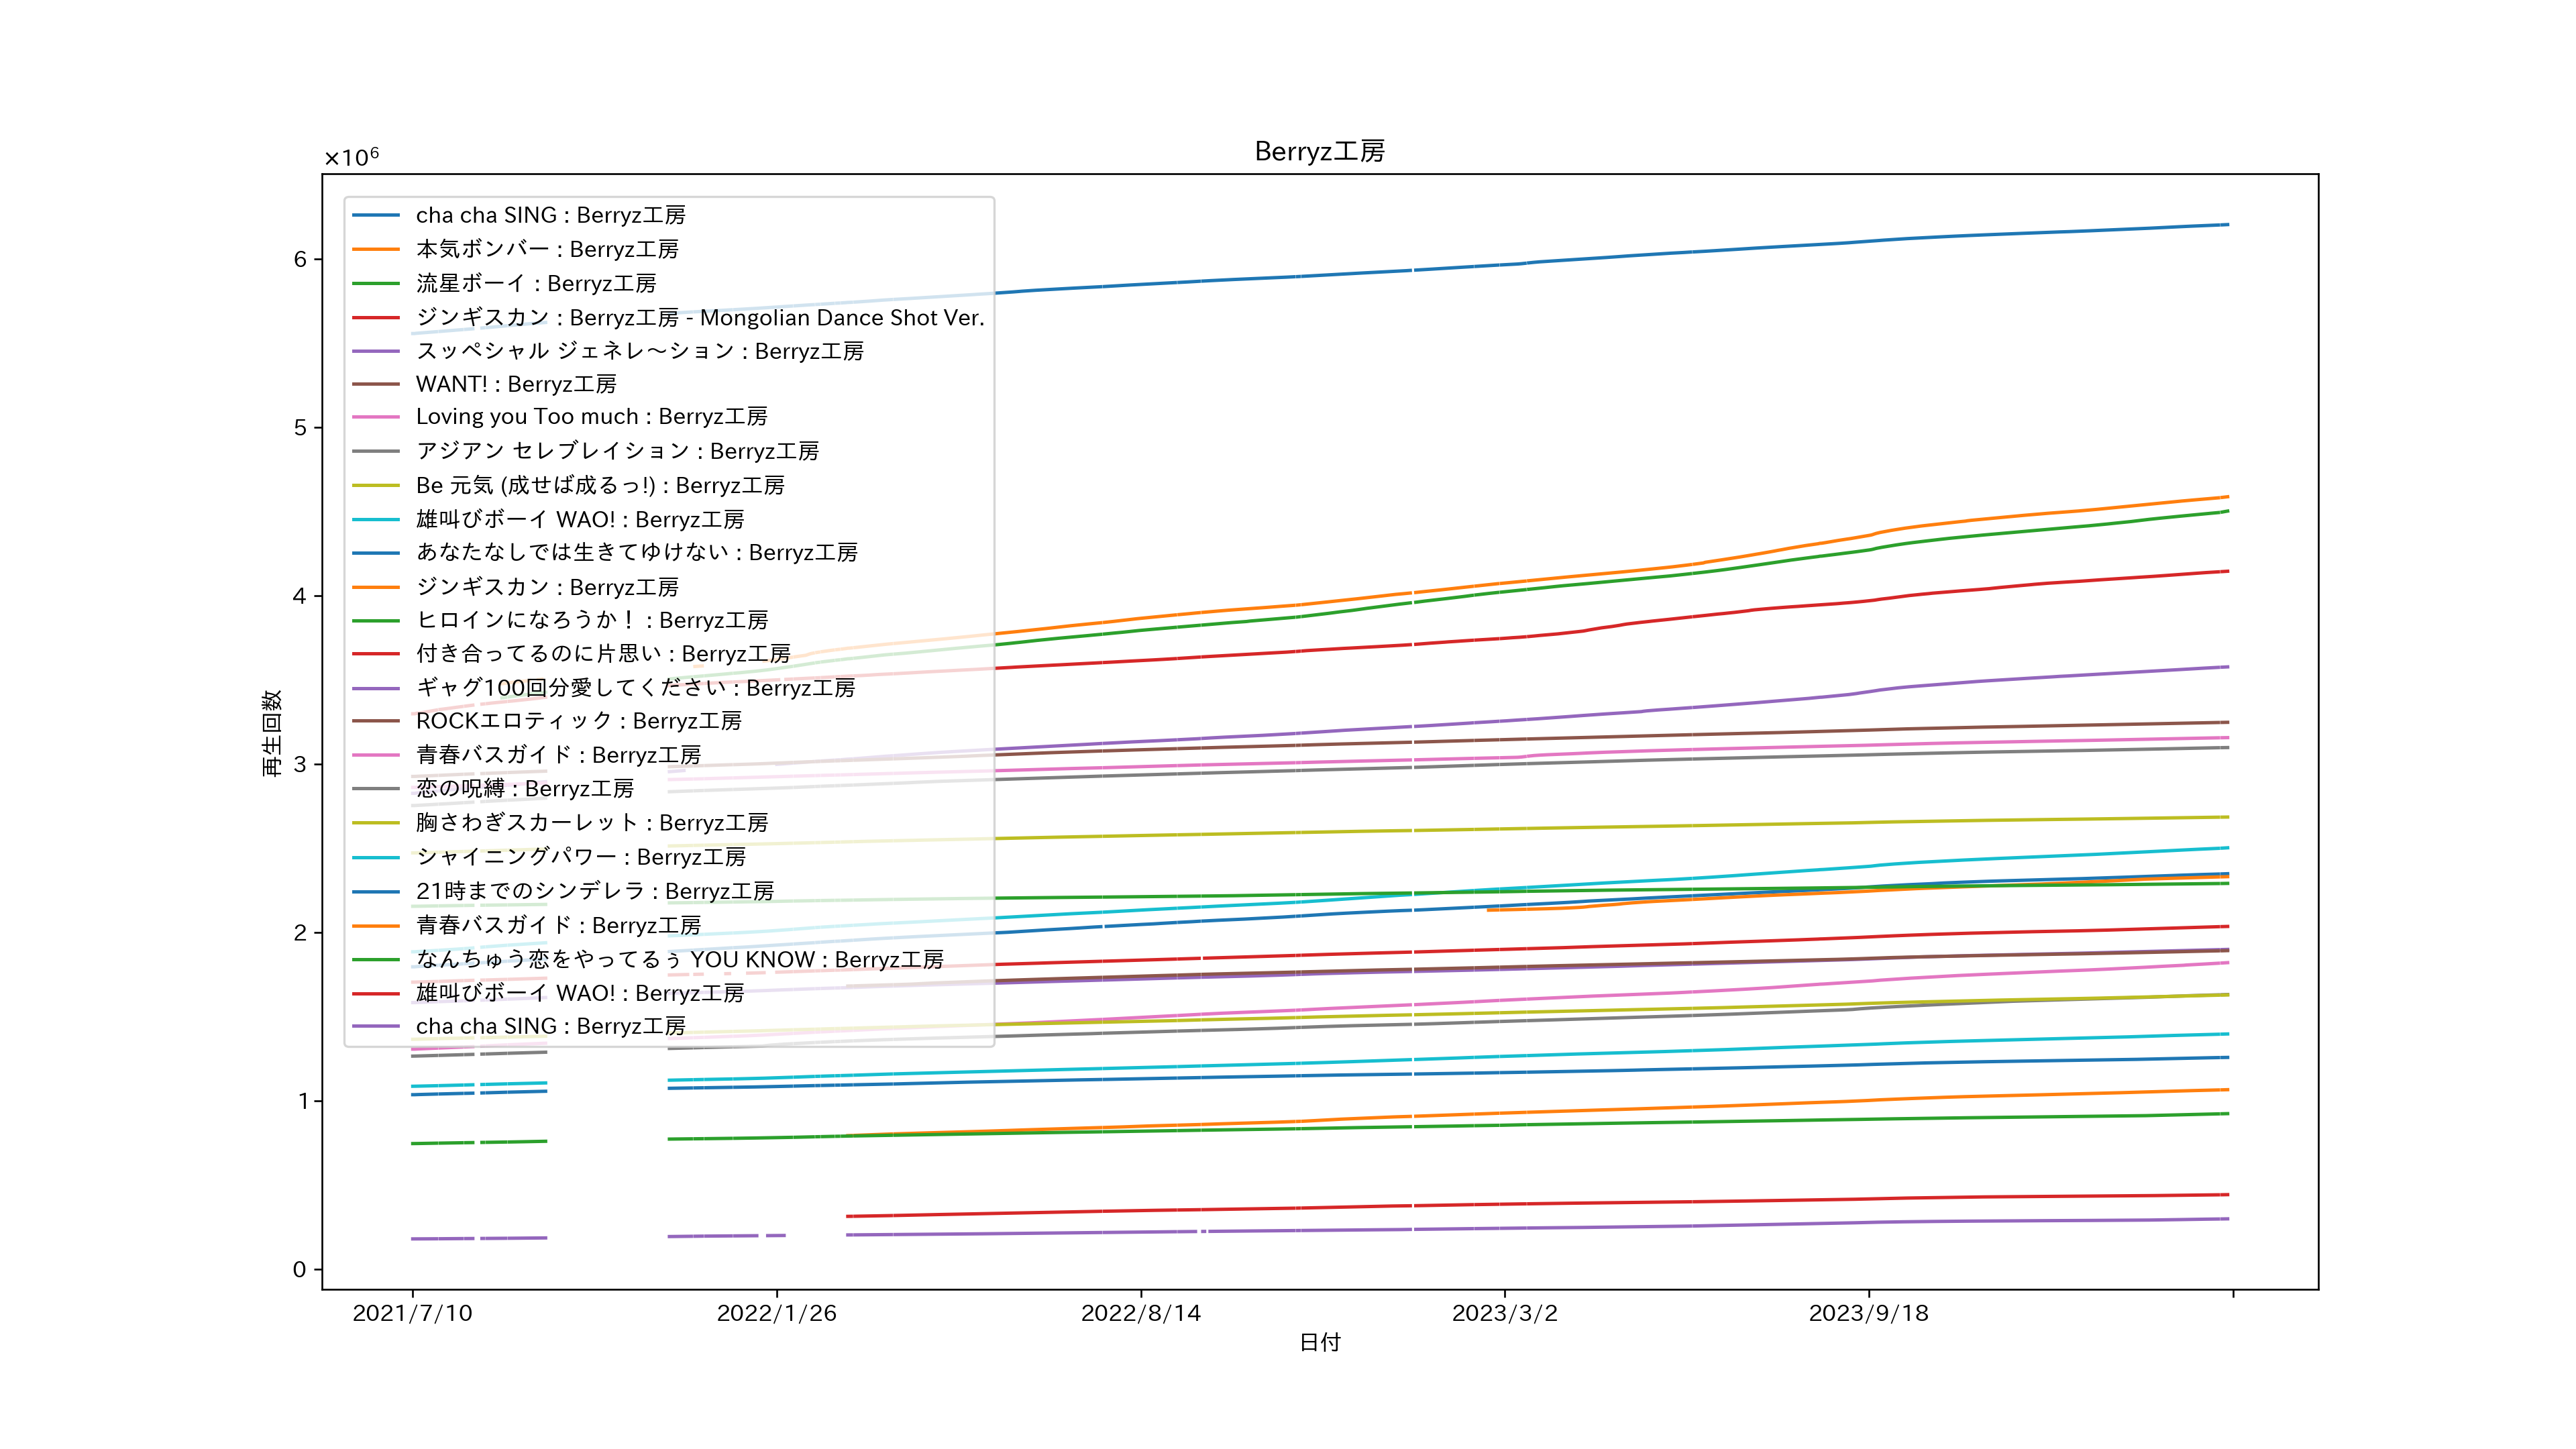 Berryz工房
×10⁶
cha cha SING : Berryz工房
本気ボンバー : Berryz工房
流星ボーイ : Berryz工房
ジンギスカン : Berryz工房 - Mongolian Dance Shot Ver.
スッペシャル ジェネレ～ション : Berryz工房
WANT! : Berryz工房
Loving you Too much : Berryz工房
アジアン セレブレイション : Berryz工房
Be 元気 (成せば成るっ!) : Berryz工房
雄叫びボーイ WAO! : Berryz工房
あなたなしでは生きてゆけない : Berryz工房
ジンギスカン : Berryz工房
ヒロインになろうか！ : Berryz工房
付き合ってるのに片思い : Berryz工房
ギャグ100回分愛してください : Berryz工房
ROCKエロティック : Berryz工房
青春バスガイド : Berryz工房
恋の呪縛 : Berryz工房
胸さわぎスカーレット : Berryz工房
シャイニングパワー : Berryz工房
21時までのシンデレラ : Berryz工房
青春バスガイド : Berryz工房
なんちゅう恋をやってるぅ YOU KNOW : Berryz工房
雄叫びボーイ WAO! : Berryz工房
cha cha SING : Berryz工房
6
5
4
3
2
1
0
再生回数
2021/7/10
2022/1/26
2022/8/14
2023/3/2
2023/9/18
日付